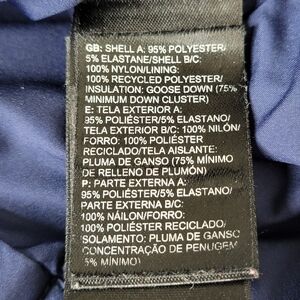 GB: SHELL A: 95% POLYESTER/
5% ELASTANE/SHELL B/C:
100% NYLON/LINING:
100% RECYCLED POLYESTER/
INSULATION: GOOSE DOWN (75%
MINIMUM DOWN CLUSTER)
E: TELA EXTERIOR A:
95% POLIÉSTER/5% ELASTANO/
TELA EXTERIOR B/C: 100% NILÓN/
FORRO: 100% POLIÉSTER
RECICLADO/TELA AISLANTE:
PLUMA DE GANSO (75% MÍNIMO
DE RELLENO DE PLUMÓN)
P: PARTE EXTERNA A:
95% POLIÉSTER/5% ELASTANO/
PARTE EXTERNA B/C:
100% NÁILON/FORRO:
100% POLIÉSTER RECICLADO/
ISOLAMENTO: PLUMA DE GANSO
CONCENTRAÇÃO DE PENUGEM
5% MÍNIMO)